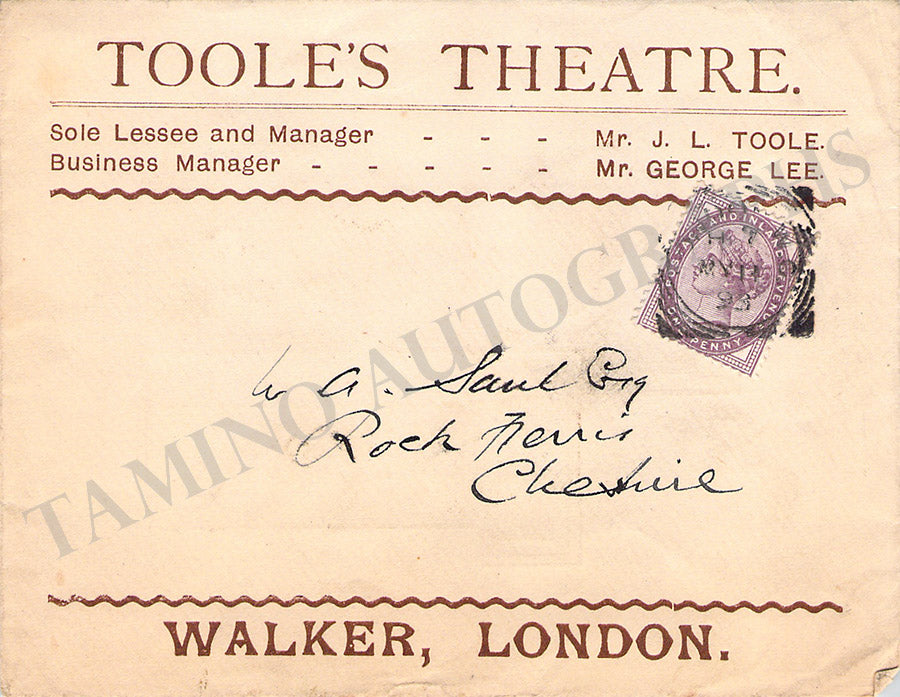 TOOLE'S THEATRE.
Sole Lessee and Manager - - - Mr. J. L. TOOLE.
Business Manager - - - - - Mr. GEORGE LEE.
POSTAGE AND INLAND REVENUE
ONE PENNY
W A. Saul Esq
Rock Ferris
Cheshire
WALKER, LONDON.
TAMINO AUTOGRAPHS